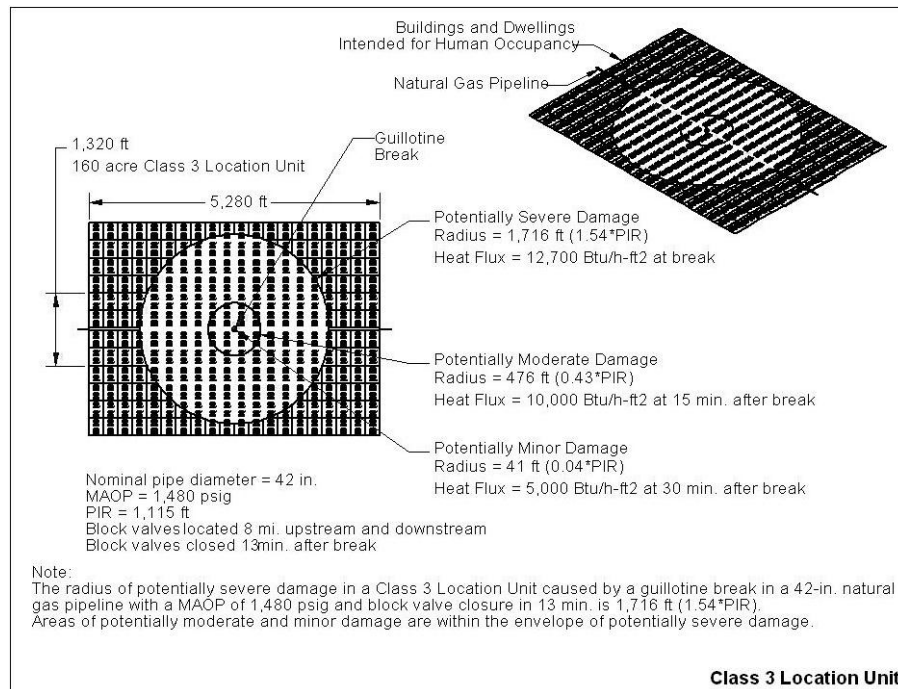 Buildings and Dwellings
Intended for Human Occupancy
Natural Gas Pipeline
Guillotine
Break
1,320 ft
160 acre Class 3 Location Unit
5,280 ft
Potentially Severe Damage
Radius = 1,716 ft (1.54*PIR)
Heat Flux = 12,700 Btu/h-ft2 at break
Potentially Moderate Damage
Radius = 476 ft (0.43*PIR)
Heat Flux = 10,000 Btu/h-ft2 at 15 min. after break
Potentially Minor Damage
Radius = 41 ft (0.04*PIR)
Heat Flux = 5,000 Btu/h-ft2 at 30 min. after break
Nominal pipe diameter = 42 in.
MAOP = 1,480 psig
PIR = 1,115 ft
Block valves located 8 mi. upstream and downstream
Block valves closed 13min. after break
Note:
The radius of potentially severe damage in a Class 3 Location Unit caused by a guillotine break in a 42-in. natural
gas pipeline with a MAOP of 1,480 psig and block valve closure in 13 min. is 1,716 ft (1.54*PIR).
Areas of potentially moderate and minor damage are within the envelope of potentially severe damage.
Class 3 Location Unit